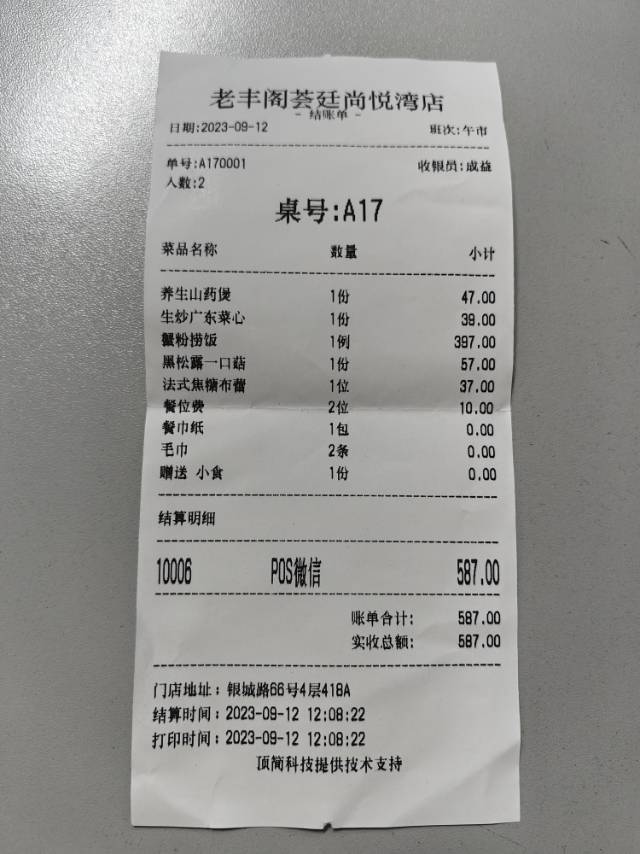 老丰阁荟廷尚悦湾店
- 结账单 -
日期:2023-09-12 班次:午市
单号:A170001 收银员:成益
人数:2
桌号:A17
菜品名称 数量 小计
养生山药煲 1份 47.00
生炒广东菜心 1份 39.00
蟹粉捞饭 1例 397.00
黑松露一口菇 1份 57.00
法式焦糖布蕾 1位 37.00
餐位费 2位 10.00
餐巾纸 1包 0.00
毛巾 2条 0.00
赠送 小食 1份 0.00
结算明细
10006 POS微信 587.00
账单合计: 587.00
实收总额: 587.00
门店地址: 银城路66号4层418A
结算时间: 2023-09-12 12:08:22
打印时间: 2023-09-12 12:08:22
顶简科技提供技术支持